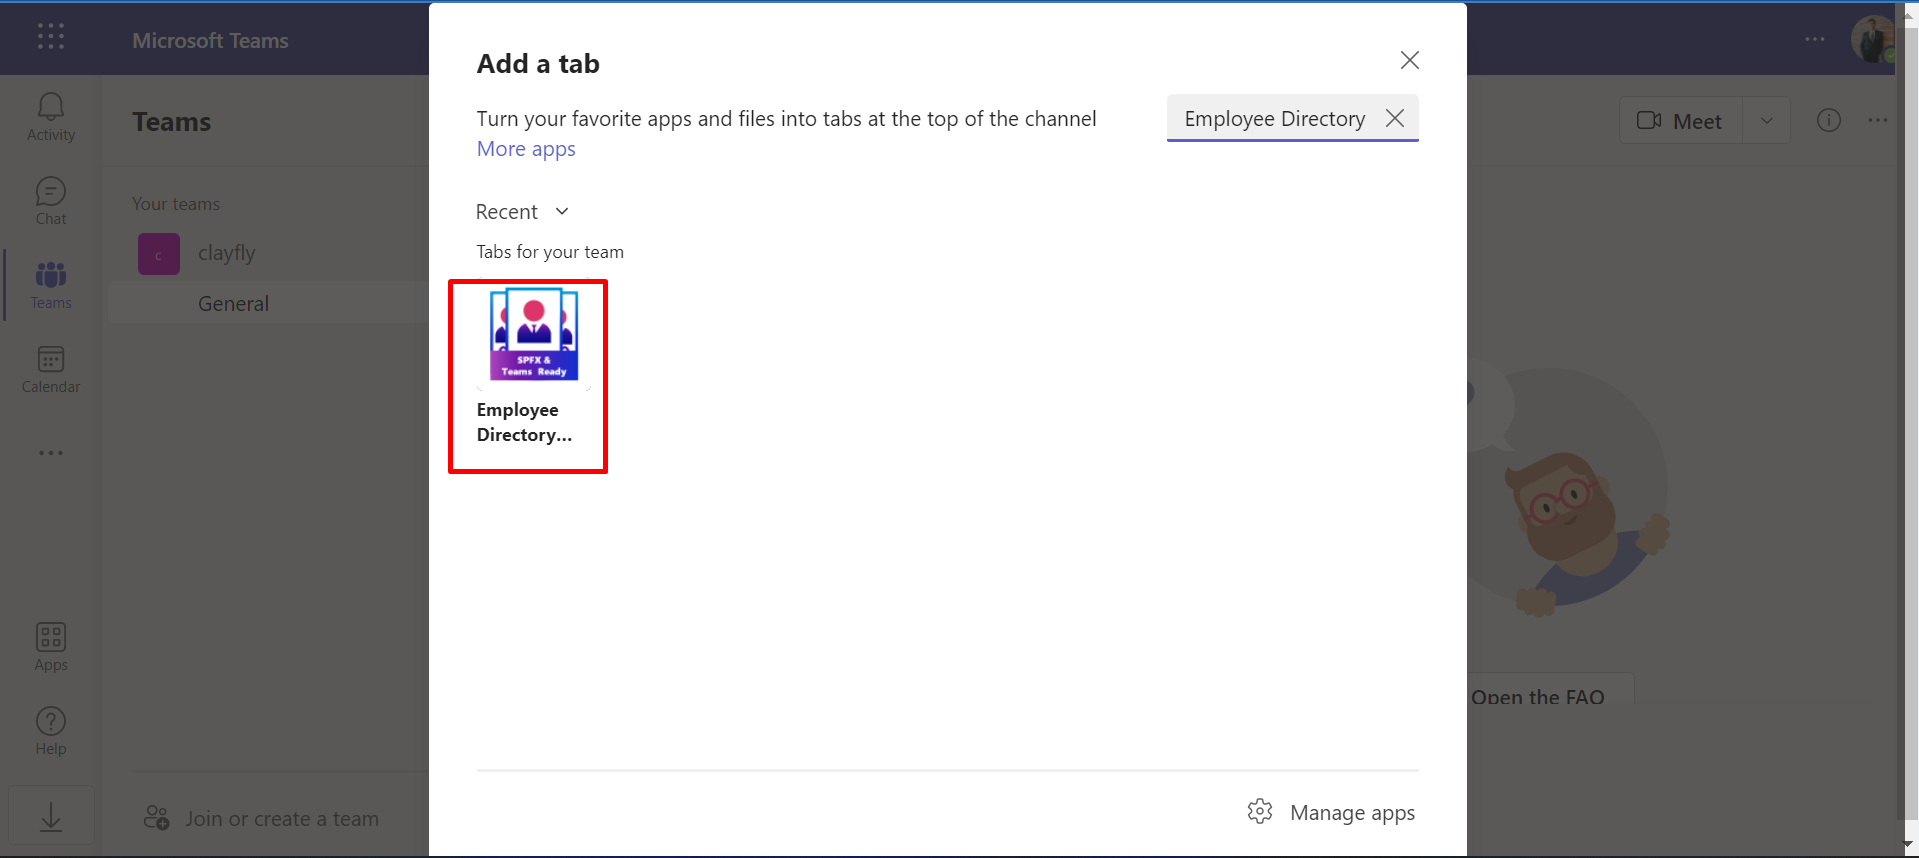 Microsoft Teams
Activity
Chat
Teams
Calendar
Apps
Help
Teams
Your teams
c
clayfly
General
Join or create a team
Add a tab
Turn your favorite apps and files into tabs at the top of the channel
More apps
Employee Directory
Recent
Tabs for your team
SPFX &
Teams Ready
Employee
Directory...
Manage apps
Meet
Open the FAQ